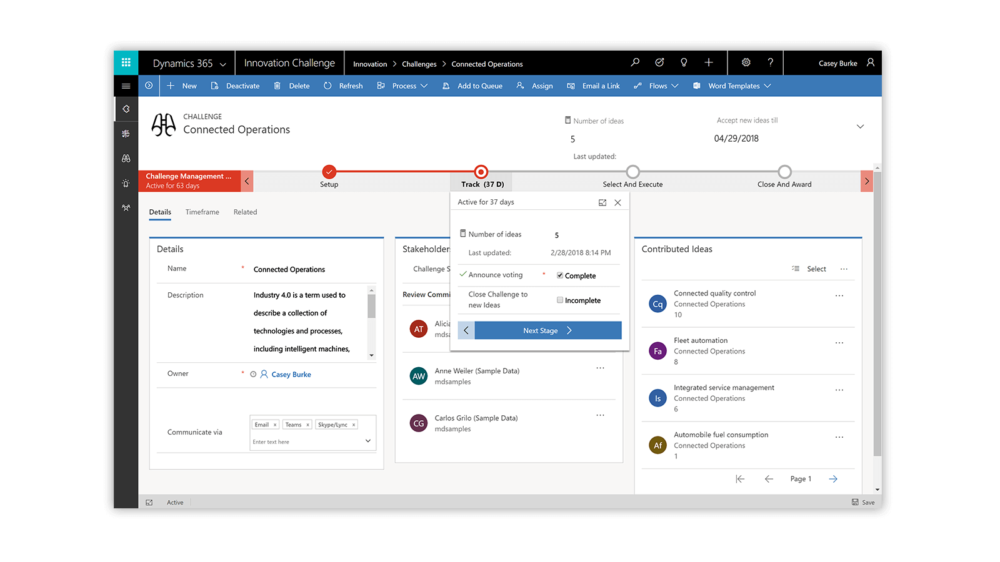 Dynamics 365
Innovation Challenge
Innovation > Challenges > Connected Operations
?
Casey Burke
New
Deactivate
Delete
Refresh
Process
Add to Queue
Assign
Email a Link
Flows
Word Templates
CHALLENGE
Connected Operations
Number of ideas
5
Last updated:
Accept new ideas till
04/29/2018
Challenge Management ...
Active for 63 days
Setup
Track (37 D)
Select And Execute
Close And Award
Details
Timeframe
Related
Details
Name * Connected Operations
Description
Industry 4.0 is a term used to
describe a collection of
technologies and processes,
including intelligent machines,
Owner * Casey Burke
Communicate via
Email x Teams x Skype/Lync x
Enter text here
Stakeholder
Challenge S
Review Commi
AT
Alicia
mdsa
AW
Anne Weiler (Sample Data)
mdsamples
...
CG
Carlos Grilo (Sample Data)
mdsamples
...
Active for 37 days
Number of ideas 5
Last updated: 2/28/2018 8:14 PM
Announce voting * Complete
Close Challenge to
new Ideas
Incomplete
Next Stage
Contributed Ideas
Select ...
Cq
Connected quality control
Connected Operations
10
...
Fa
Fleet automation
Connected Operations
8
...
Is
Integrated service management
Connected Operations
6
...
Af
Automobile fuel consumption
Connected Operations
1
...
Page 1
Active
Save